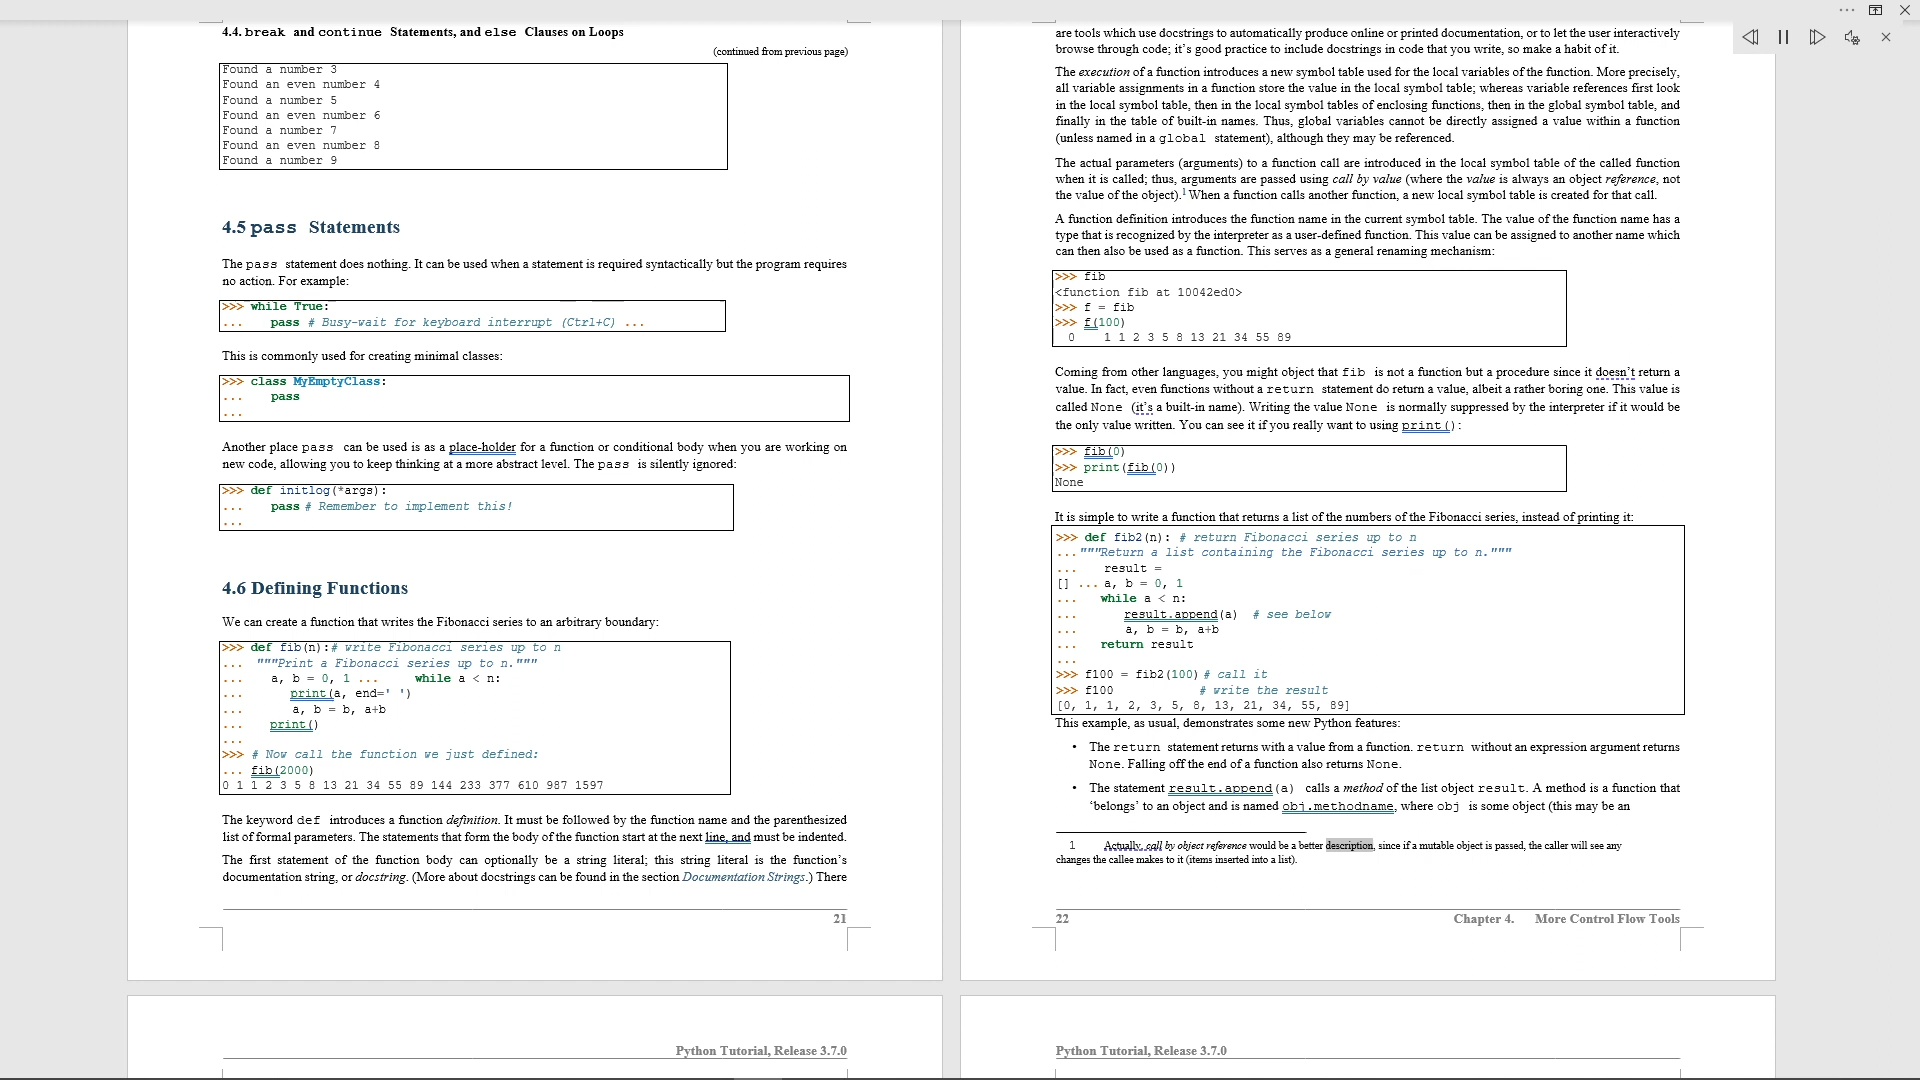 4.4. break and continue Statements, and else Clauses on Loops
(continued from previous page)
Found a number 3
Found an even number 4
Found a number 5
Found an even number 6
Found a number 7
Found an even number 8
Found a number 9
4.5 pass Statements
The pass statement does nothing. It can be used when a statement is required syntactically but the program requires
no action. For example:
>>> while True:
... pass # Busy-wait for keyboard interrupt (Ctrl+C) ...
This is commonly used for creating minimal classes:
>>> class MyEmptyClass:
... pass
...
Another place pass can be used is as a place-holder for a function or conditional body when you are working on
new code, allowing you to keep thinking at a more abstract level. The pass is silently ignored:
>>> def initlog(*args):
... pass # Remember to implement this!
...
4.6 Defining Functions
We can create a function that writes the Fibonacci series to an arbitrary boundary:
>>> def fib(n):# write Fibonacci series up to n
... """Print a Fibonacci series up to n."""
... a, b = 0, 1 ... while a < n:
... print(a, end=' ')
... a, b = b, a+b
... print()
...
>>> # Now call the function we just defined:
... fib(2000)
0 1 1 2 3 5 8 13 21 34 55 89 144 233 377 610 987 1597
The keyword def introduces a function definition. It must be followed by the function name and the parenthesized
list of formal parameters. The statements that form the body of the function start at the next line, and must be indented.
The first statement of the function body can optionally be a string literal; this string literal is the function's
documentation string, or docstring. (More about docstrings can be found in the section Documentation Strings.) There
21
are tools which use docstrings to automatically produce online or printed documentation, or to let the user interactively
browse through code; it's good practice to include docstrings in code that you write, so make a habit of it.
The execution of a function introduces a new symbol table used for the local variables of the function. More precisely,
all variable assignments in a function store the value in the local symbol table; whereas variable references first look
in the local symbol table, then in the local symbol tables of enclosing functions, then in the global symbol table, and
finally in the table of built-in names. Thus, global variables cannot be directly assigned a value within a function
(unless named in a global statement), although they may be referenced.
The actual parameters (arguments) to a function call are introduced in the local symbol table of the called function
when it is called; thus, arguments are passed using call by value (where the value is always an object reference, not
the value of the object).1 When a function calls another function, a new local symbol table is created for that call.
A function definition introduces the function name in the current symbol table. The value of the function name has a
type that is recognized by the interpreter as a user-defined function. This value can be assigned to another name which
can then also be used as a function. This serves as a general renaming mechanism:
>>> fib
<function fib at 10042ed0>
>>> f = fib
>>> f(100)
0 1 1 2 3 5 8 13 21 34 55 89
Coming from other languages, you might object that fib is not a function but a procedure since it doesn't return a
value. In fact, even functions without a return statement do return a value, albeit a rather boring one. This value is
called None (it's a built-in name). Writing the value None is normally suppressed by the interpreter if it would be
the only value written. You can see it if you really want to using print():
>>> fib(0)
>>> print(fib(0))
None
It is simple to write a function that returns a list of the numbers of the Fibonacci series, instead of printing it:
>>> def fib2(n): # return Fibonacci series up to n
... """Return a list containing the Fibonacci series up to n."""
... result =
[] ... a, b = 0, 1
... while a < n:
... result.append(a) # see below
... a, b = b, a+b
... return result
...
>>> f100 = fib2(100) # call it
>>> f100 # write the result
[0, 1, 1, 2, 3, 5, 8, 13, 21, 34, 55, 89]
This example, as usual, demonstrates some new Python features:
• The return statement returns with a value from a function. return without an expression argument returns
None. Falling off the end of a function also returns None.
• The statement result.append(a) calls a method of the list object result. A method is a function that
'belongs' to an object and is named obj.methodname, where obj is some object (this may be an
1 Actually, call by object reference would be a better description, since if a mutable object is passed, the caller will see any
changes the callee makes to it (items inserted into a list).
22 Chapter 4. More Control Flow Tools
Python Tutorial, Release 3.7.0
Python Tutorial, Release 3.7.0